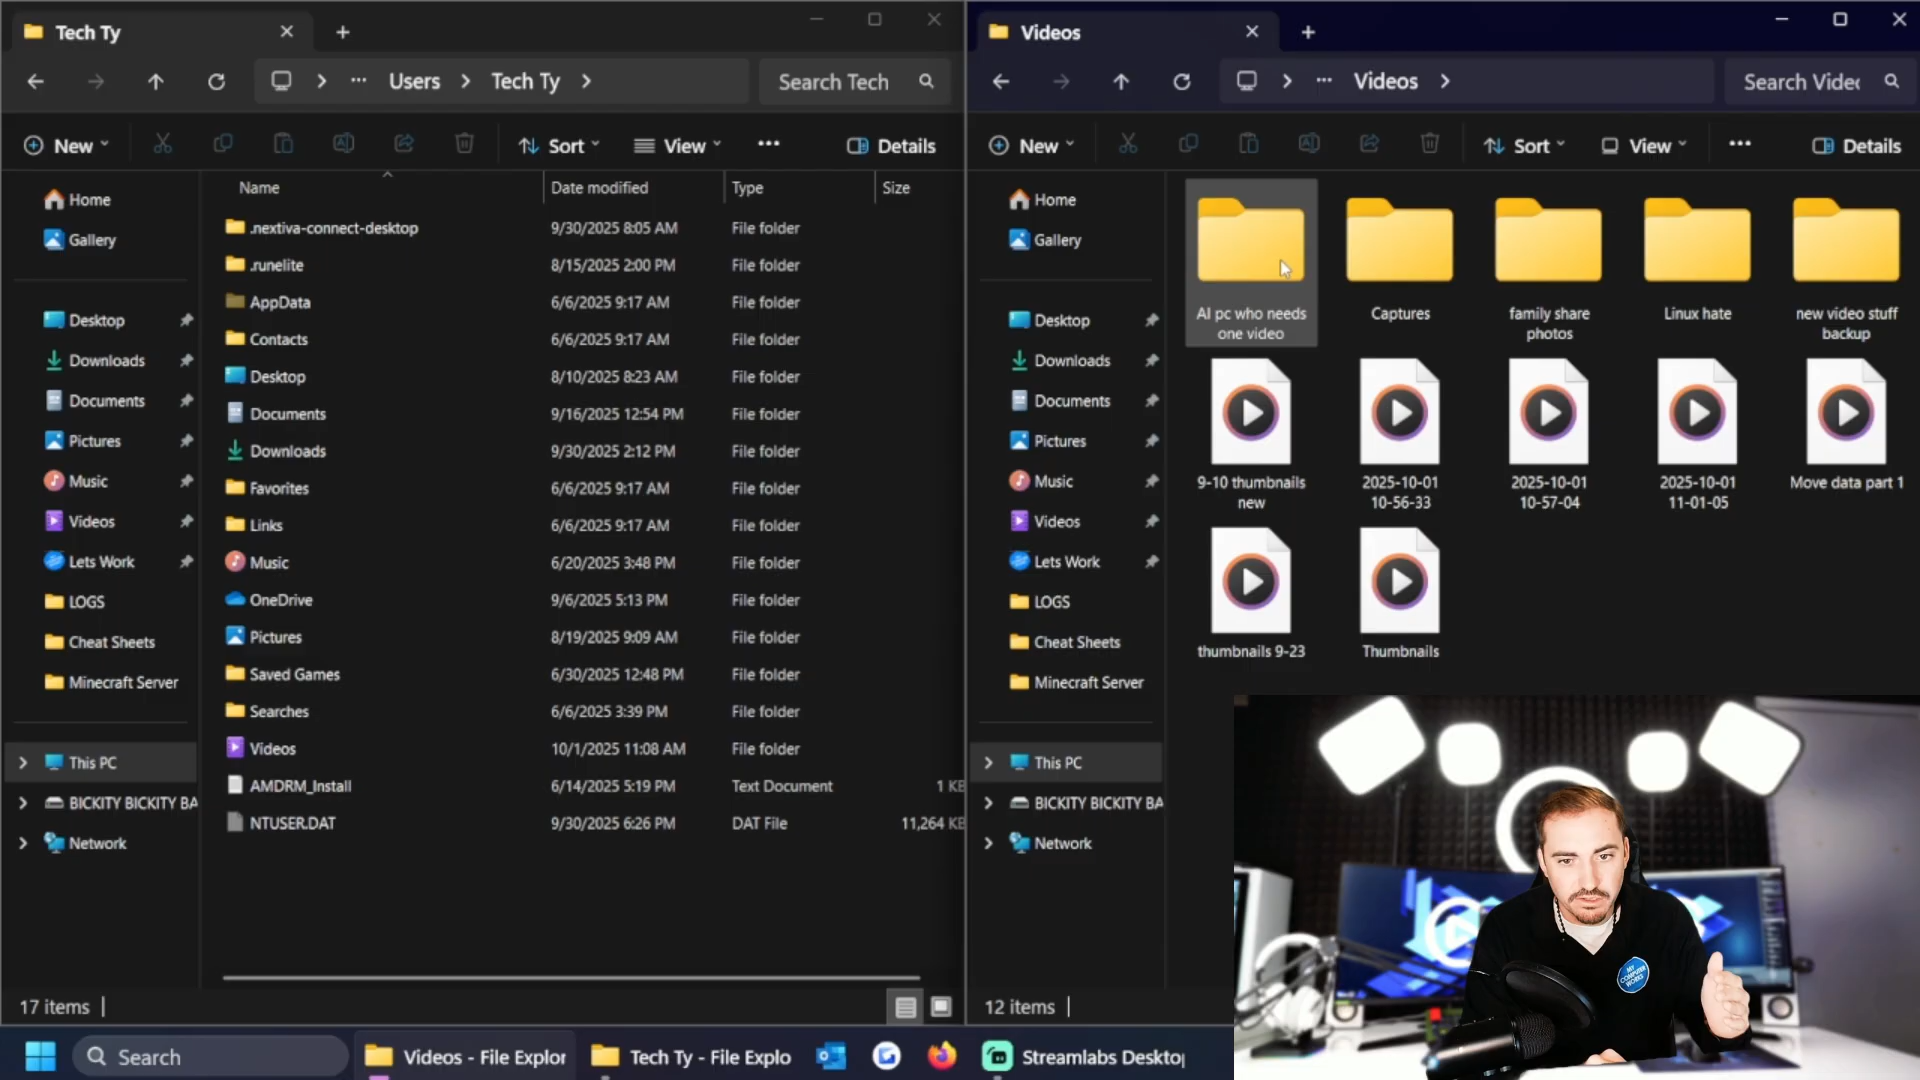 Tech Ty
Users
Tech Ty
Search Tech
New
Sort
View
Details
Home
Gallery
Desktop
Downloads
Documents
Pictures
Music
Videos
Lets Work
LOGS
Cheat Sheets
Minecraft Server
This PC
BICKITY BICKITY BA
Network
Name Date modified Type Size
.nextiva-connect-desktop 9/30/2025 8:05 AM File folder
.runelite 8/15/2025 2:00 PM File folder
AppData 6/6/2025 9:17 AM File folder
Contacts 6/6/2025 9:17 AM File folder
Desktop 8/10/2025 8:23 AM File folder
Documents 9/16/2025 12:54 PM File folder
Downloads 9/30/2025 2:12 PM File folder
Favorites 6/6/2025 9:17 AM File folder
Links 6/6/2025 9:17 AM File folder
Music 6/20/2025 3:48 PM File folder
OneDrive 9/6/2025 5:13 PM File folder
Pictures 8/19/2025 9:09 AM File folder
Saved Games 6/30/2025 12:48 PM File folder
Searches 6/6/2025 3:39 PM File folder
Videos 10/1/2025 11:08 AM File folder
AMDRM_Install 6/14/2025 5:19 PM Text Document 1 KB
NTUSER.DAT 9/30/2025 6:26 PM DAT File 11,264 KB
17 items
Videos
Videos
Search Videc
New
Sort
View
Details
Home
Gallery
Desktop
Downloads
Documents
Pictures
Music
Videos
Lets Work
LOGS
Cheat Sheets
Minecraft Server
This PC
BICKITY BICKITY BA
Network
AI pc who needs
one video
Captures
family share
photos
Linux hate
new video stuff
backup
9-10 thumbnails
new
2025-10-01
10-56-33
2025-10-01
10-57-04
2025-10-01
11-01-05
Move data part 1
thumbnails 9-23
Thumbnails
12 items
MY
COMPUTER
WORKS
Search
Videos - File Explor
Tech Ty - File Explo
Streamlabs Desktop